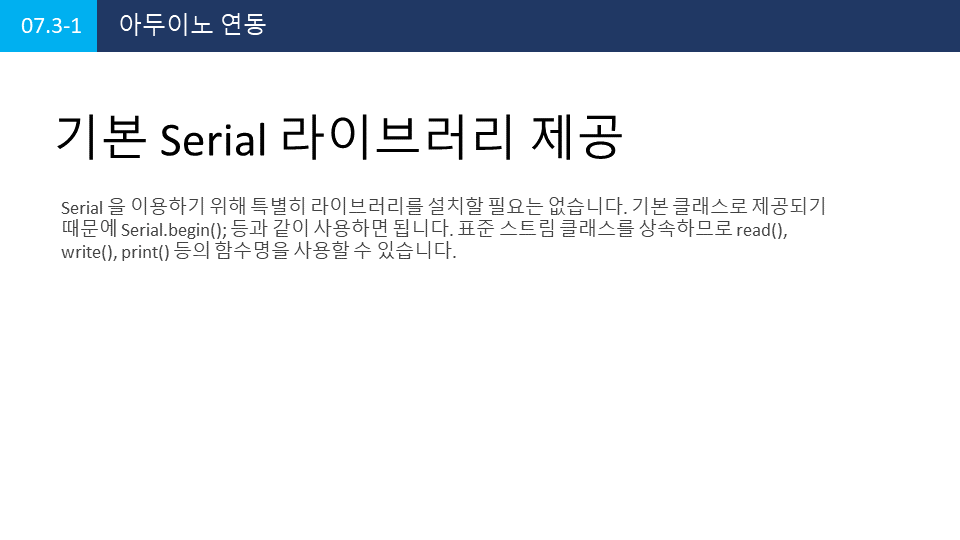 07.3-1
아두이노 연동
기본 Serial 라이브러리 제공
Serial 을 이용하기 위해 특별히 라이브러리를 설치할 필요는 없습니다. 기본 클래스로 제공되기
때문에 Serial.begin(); 등과 같이 사용하면 됩니다. 표준 스트림 클래스를 상속하므로 read(),
write(), print() 등의 함수명을 사용할 수 있습니다.